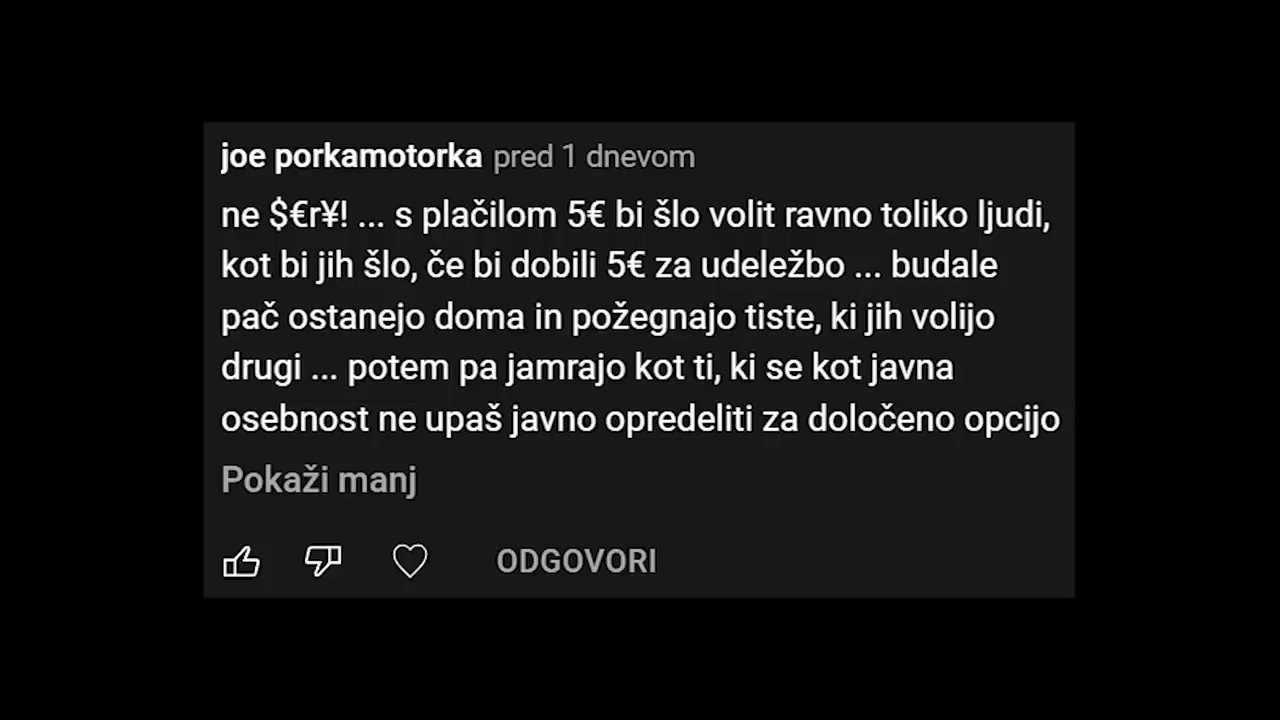 joe porkamotorka pred 1 dnevom
ne $€r¥! ... s plačilom 5€ bi šlo volit ravno toliko ljudi,
kot bi jih šlo, če bi dobili 5€ za udeležbo ... budale
pač ostanejo doma in požegnajo tiste, ki jih volijo
drugi ... potem pa jamrajo kot ti, ki se kot javna
osebnost ne upaš javno opredeliti za določeno opcijo
Pokaži manj
ODGOVORI